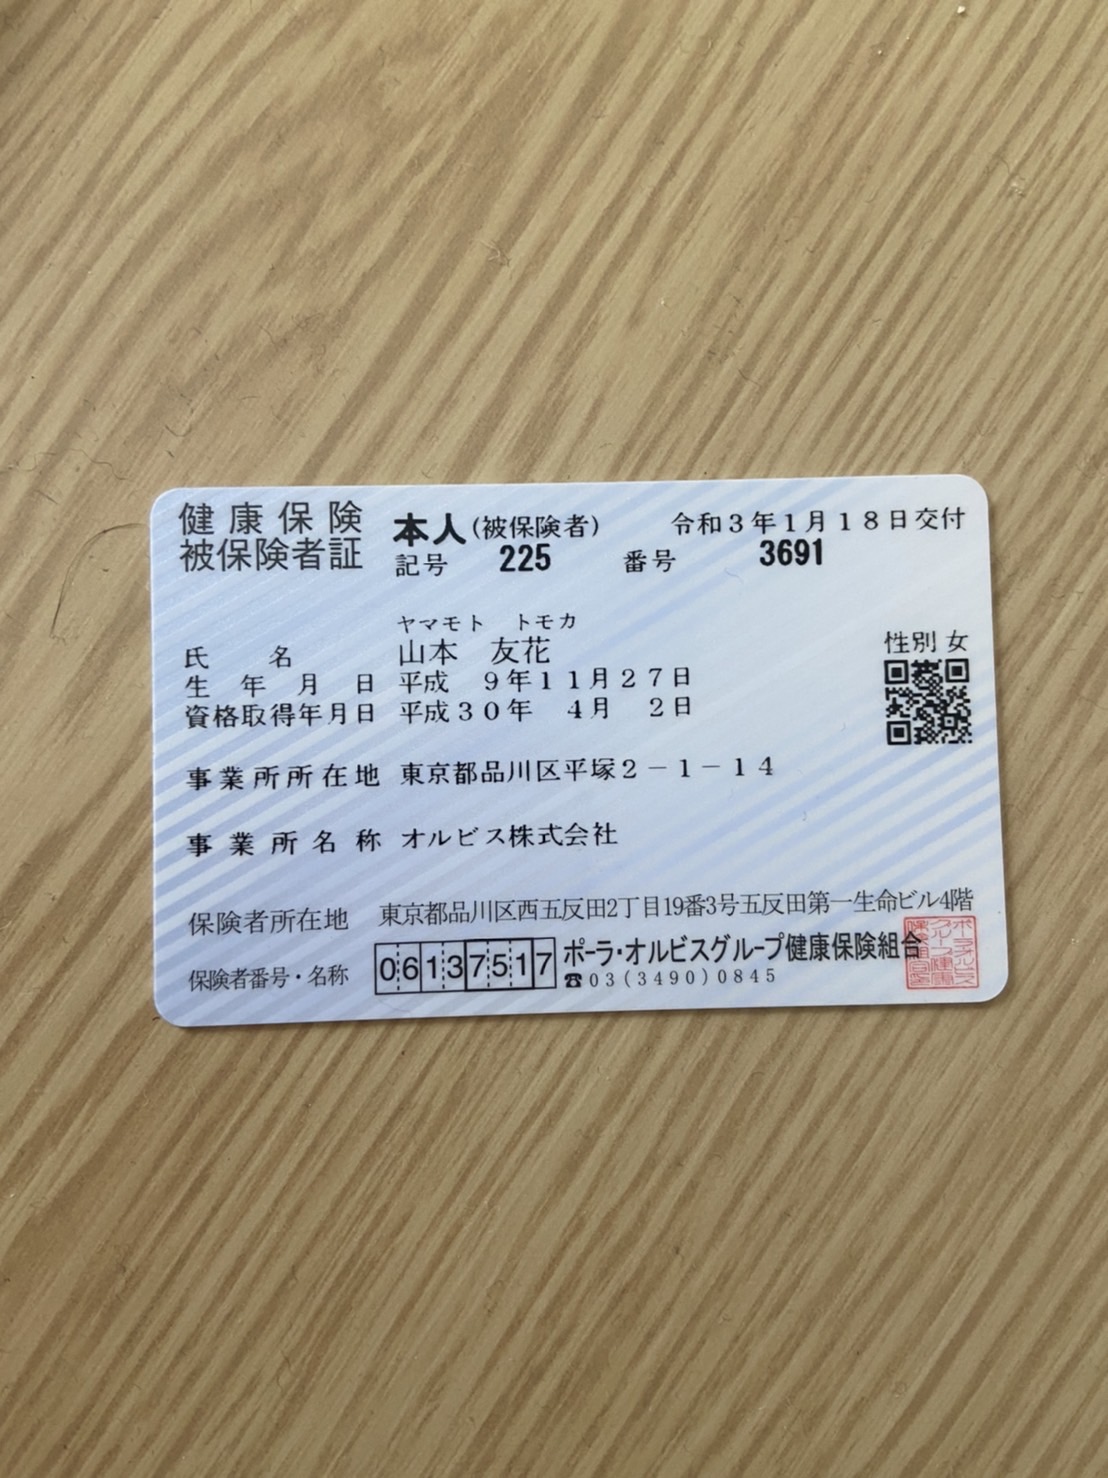 健康保険
被保険者証
本人(被保険者)
令和3年1月18日交付
記号 225 番号 3691
ヤマモト トモカ
氏名 山本 友花
性別 女
生年月日 平成 9年11月27日
資格取得年月日 平成30年 4月 2日
事業所所在地 東京都品川区平塚2-1-14
事業所名称 オルビス株式会社
保険者所在地 東京都品川区西五反田2丁目19番3号五反田第一生命ビル4階
保険者番号・名称 06137517 ポーラ・オルビスグループ健康保険組合
☎03(3490)0845